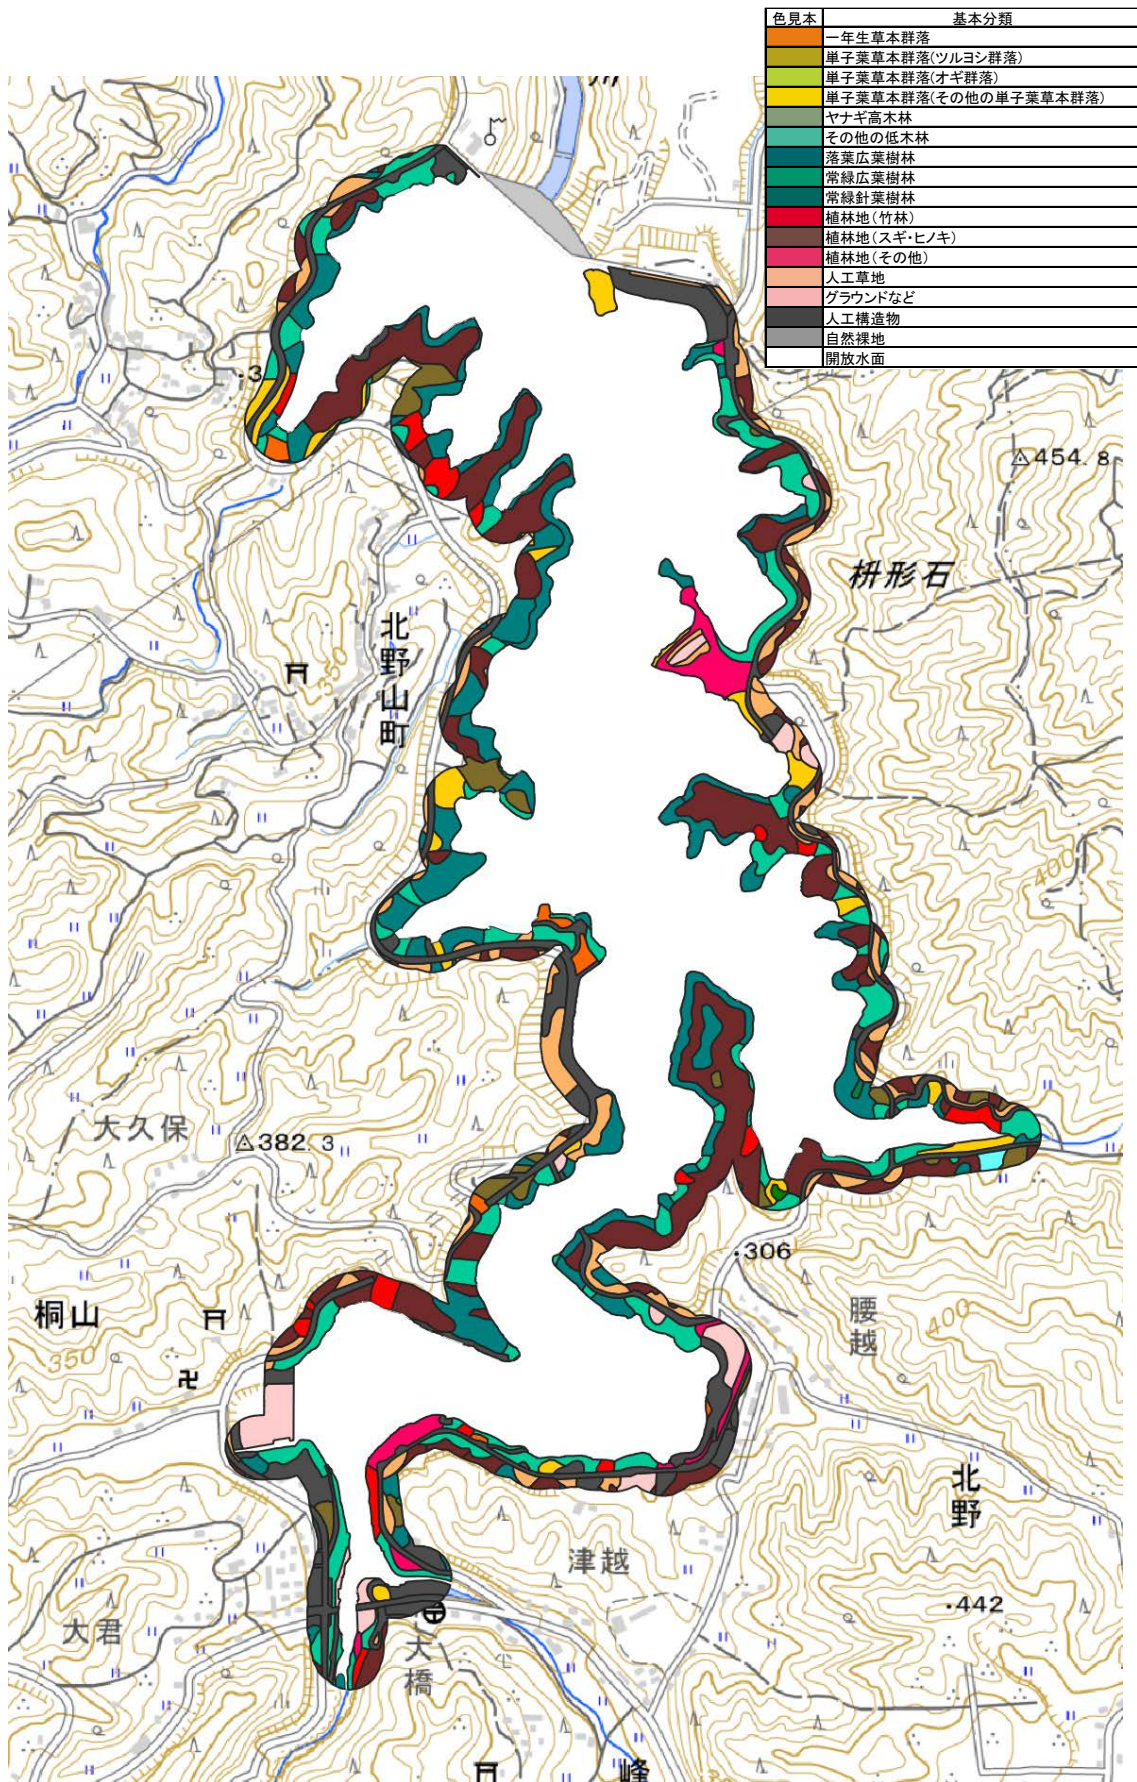 色見本 基本分類
一年生草本群落
単子葉草本群落(ツルヨシ群落)
単子葉草本群落(オギ群落)
単子葉草本群落(その他の単子葉草本群落)
ヤナギ高木林
その他の低木林
落葉広葉樹林
常緑広葉樹林
常緑針葉樹林
植林地(竹林)
植林地(スギ・ヒノキ)
植林地(その他)
人工草地
グラウンドなど
人工構造物
自然裸地
開放水面
・3
454.8
枡形石
北野山町
350
400
大久保
382.3
・306
桐山
腰越
400
350
北野
津越
・442
大君
大橋
峰